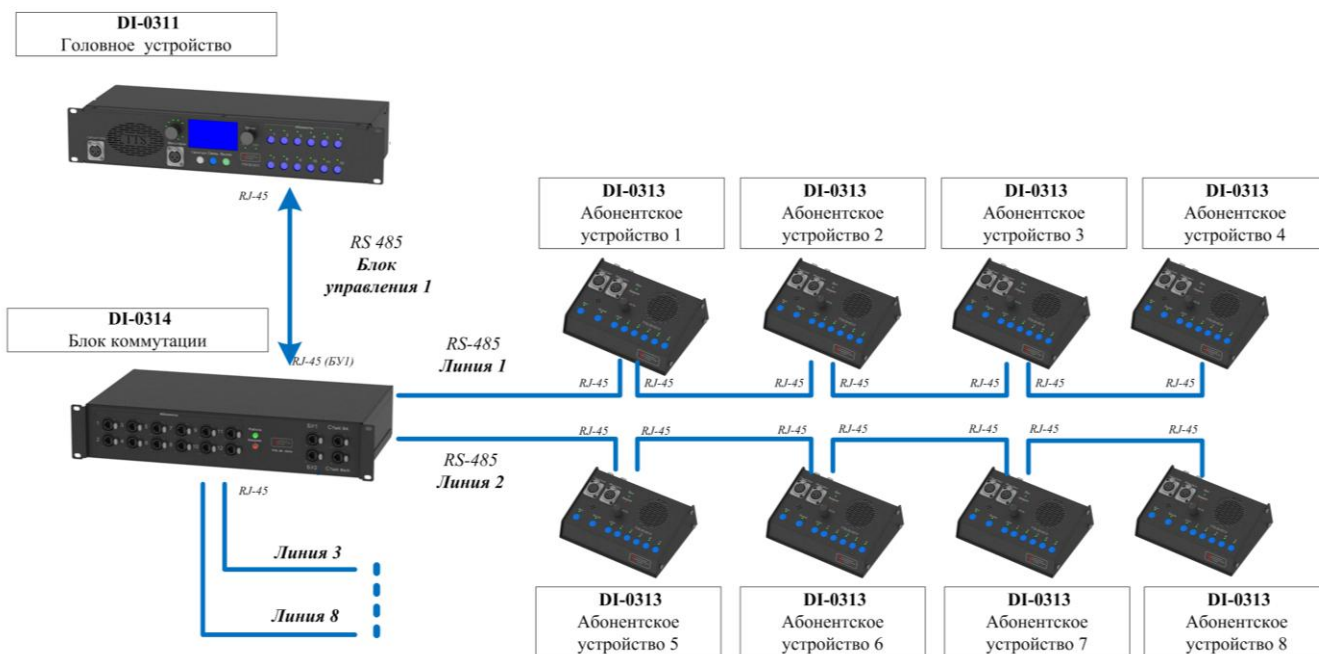 DI-0311
Головное устройство
RJ-45
RS 485
Блок
управления 1
DI-0314
Блок коммутации
RJ-45 (БУ1)
RS-485
Линия 1
RS-485
Линия 2
RJ-45
Линия 3
Линия 8
DI-0313
Абонентское
устройство 1
DI-0313
Абонентское
устройство 2
DI-0313
Абонентское
устройство 3
DI-0313
Абонентское
устройство 4
RJ-45
RJ-45
RJ-45
RJ-45
RJ-45
RJ-45
RJ-45
RJ-45
RJ-45
RJ-45
RJ-45
RJ-45
RJ-45
RJ-45
DI-0313
Абонентское
устройство 5
DI-0313
Абонентское
устройство 6
DI-0313
Абонентское
устройство 7
DI-0313
Абонентское
устройство 8